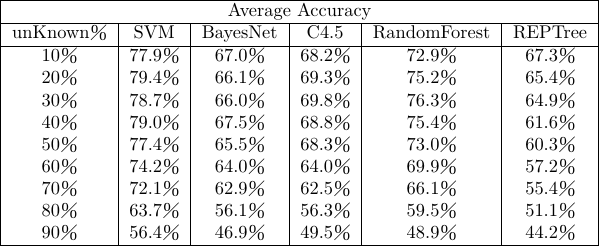 Average Accuracy
unKnown% SVM BayesNet C4.5 RandomForest REPTree
10% 77.9% 67.0% 68.2% 72.9% 67.3%
20% 79.4% 66.1% 69.3% 75.2% 65.4%
30% 78.7% 66.0% 69.8% 76.3% 64.9%
40% 79.0% 67.5% 68.8% 75.4% 61.6%
50% 77.4% 65.5% 68.3% 73.0% 60.3%
60% 74.2% 64.0% 64.0% 69.9% 57.2%
70% 72.1% 62.9% 62.5% 66.1% 55.4%
80% 63.7% 56.1% 56.3% 59.5% 51.1%
90% 56.4% 46.9% 49.5% 48.9% 44.2%